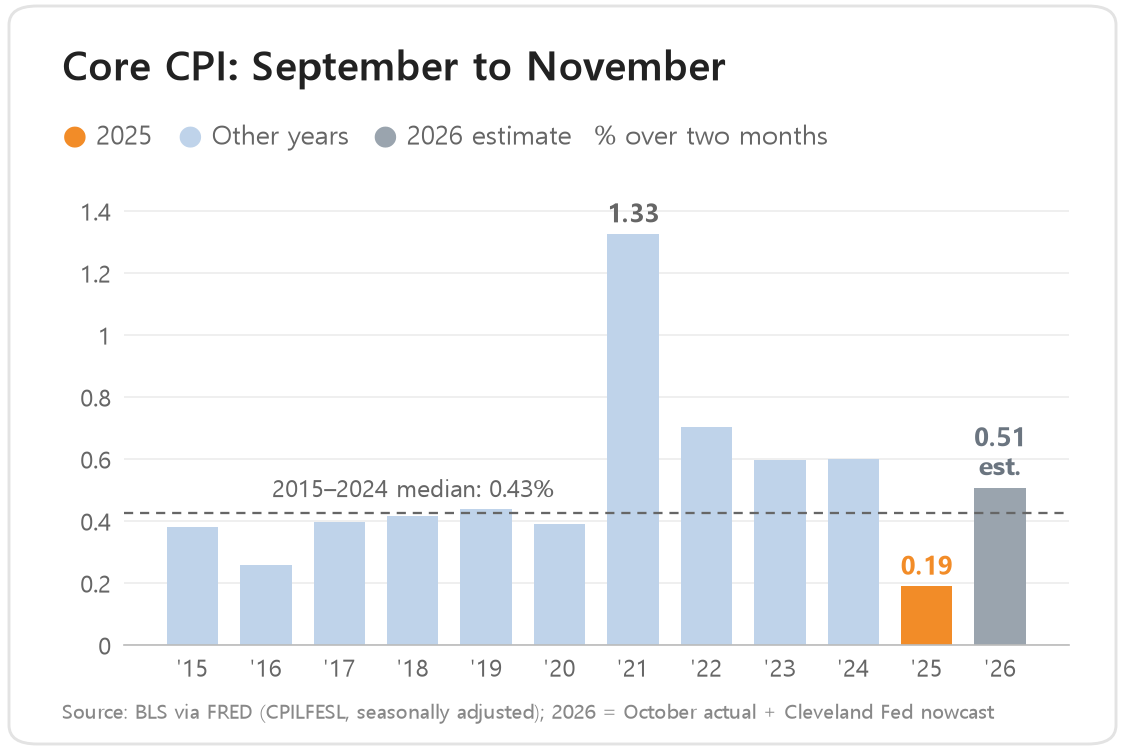 Core CPI: September to November
2025 Other years 2026 estimate % over two months
1.4
1.33
1.2
1
0.8
0.6
0.51
est.
2015–2024 median: 0.43%
0.4
0.19
0.2
0
'15 '16 '17 '18 '19 '20 '21 '22 '23 '24 '25 '26
Source: BLS via FRED (CPILFESL, seasonally adjusted); 2026 = October actual + Cleveland Fed nowcast